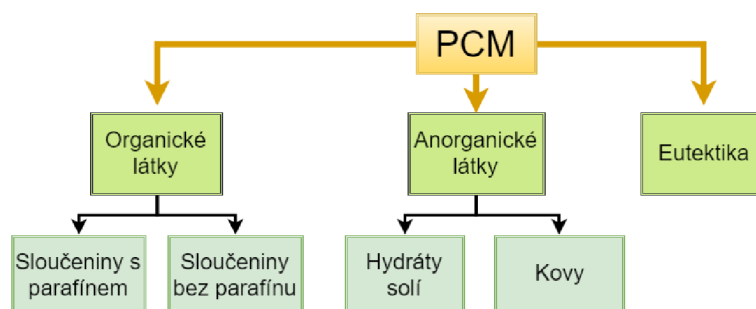 PCM
Organické
látky
Anorganické
látky
Eutektika
Sloučeniny s
parafínem
Sloučeniny
bez parafínu
Hydráty
solí
Kovy